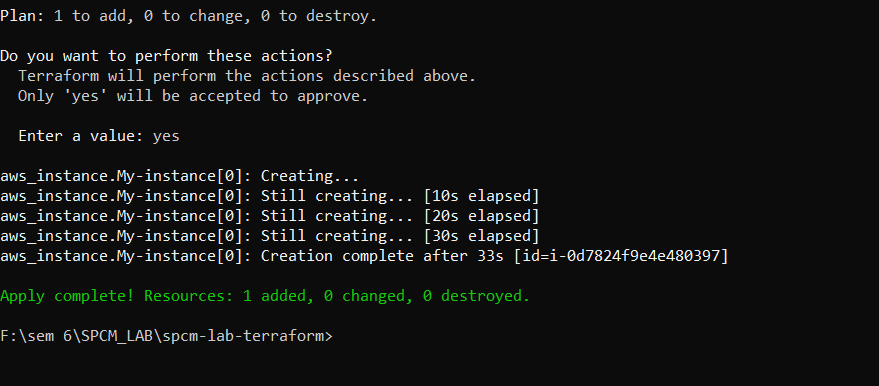 Plan: 1 to add, 0 to change, 0 to destroy.
Do you want to perform these actions?
Terraform will perform the actions described above.
Only 'yes' will be accepted to approve.
Enter a value: yes
aws_instance.My-instance[0]: Creating...
aws_instance.My-instance[0]: Still creating... [10s elapsed]
aws_instance.My-instance[0]: Still creating... [20s elapsed]
aws_instance.My-instance[0]: Still creating... [30s elapsed]
aws_instance.My-instance[0]: Creation complete after 33s [id=i-0d7824f9e4e480397]
Apply complete! Resources: 1 added, 0 changed, 0 destroyed.
F:\sem 6\SPCM_LAB\spcm-lab-terraform>